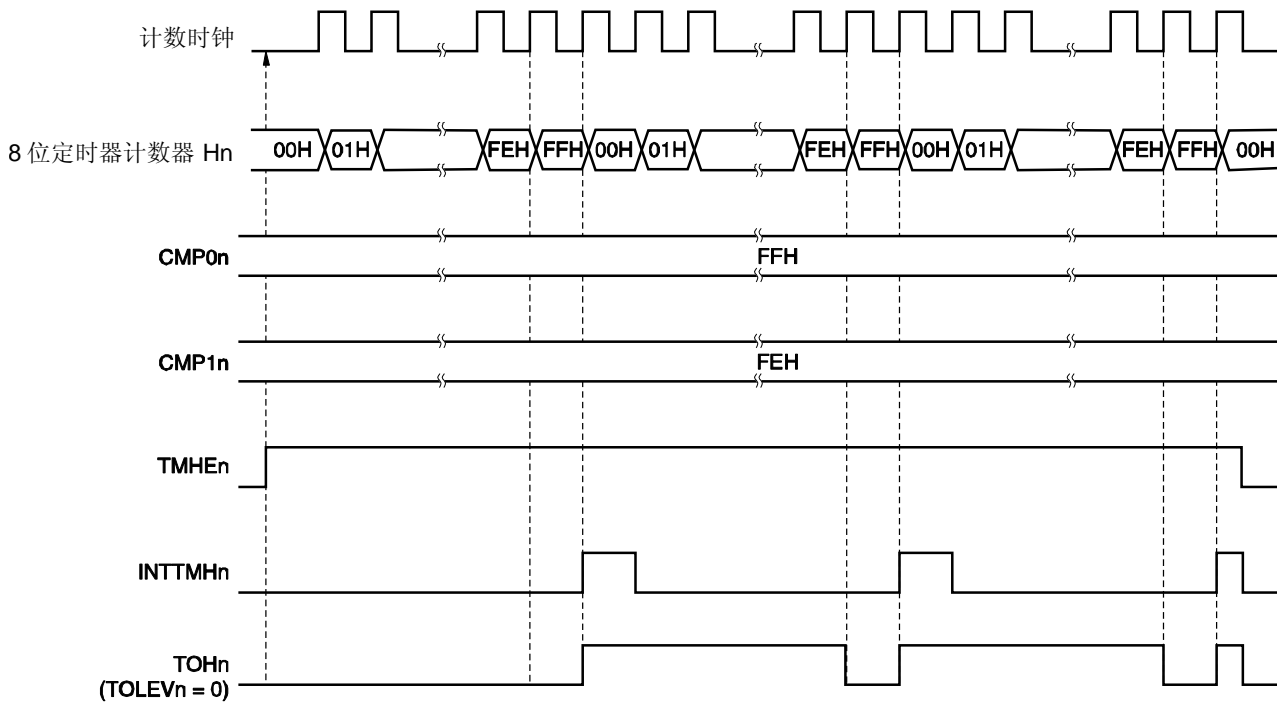 计数时钟
8 位定时器计数器 Hn
00H 01H FEH FFH 00H 01H FEH FFH 00H 01H FEH FFH 00H
CMP0n
FFH
CMP1n
FEH
TMHEn
INTTMHn
TOHn
(TOLEVn = 0)